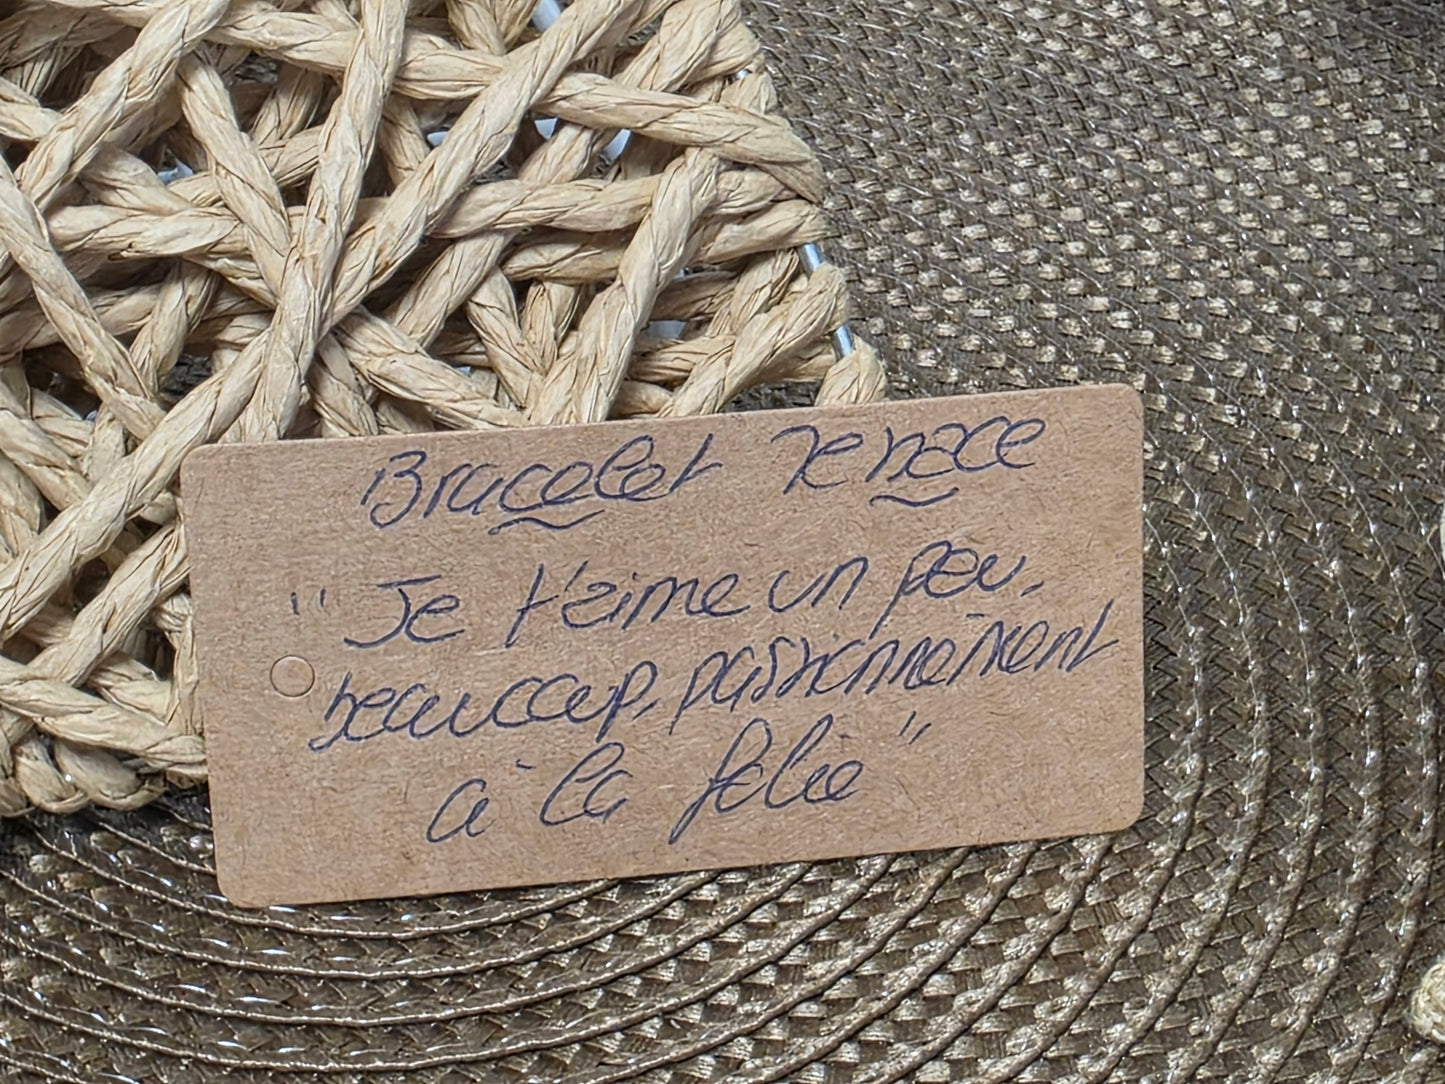 Bracelet Tenace
" Je t'aime un peu,
beaucoup, passionnément
à la folie "